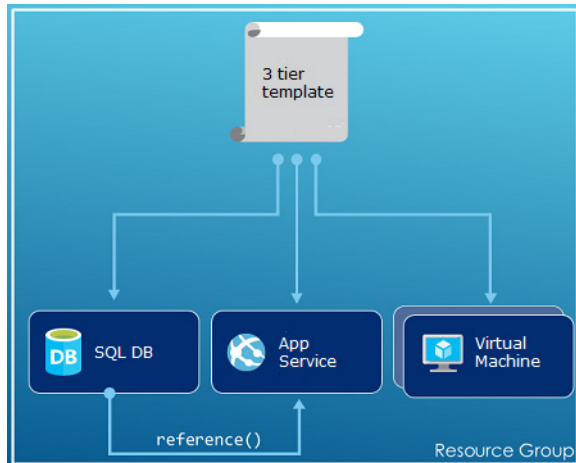 3 tier
template
DB
SQL DB
App
Service
Virtual
Machine
reference()
Resource Group